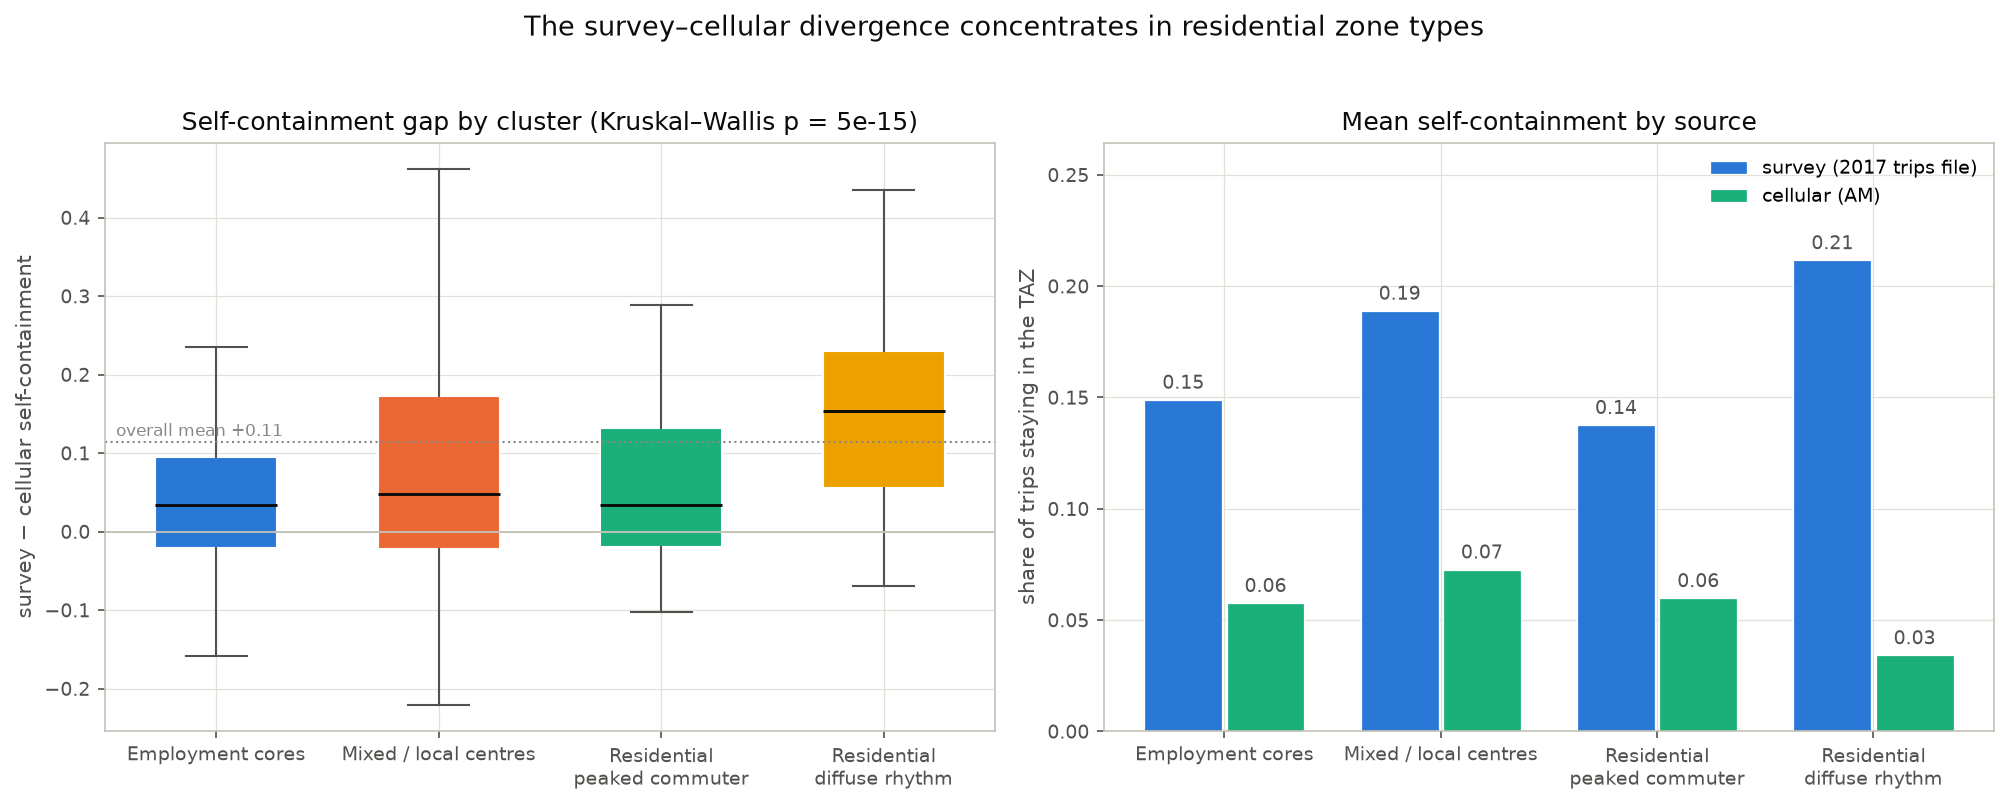 The survey–cellular divergence concentrates in residential zone types
Self-containment gap by cluster (Kruskal–Wallis p = 5e-15)
survey − cellular self-containment
0.4
0.3
0.2
0.1
0.0
−0.1
−0.2
overall mean +0.11
Employment cores
Mixed / local centres
Residential
peaked commuter
Residential
diffuse rhythm
Mean self-containment by source
share of trips staying in the TAZ
0.25
0.20
0.15
0.10
0.05
0.00
survey (2017 trips file)
cellular (AM)
0.15
0.06
0.19
0.07
0.14
0.06
0.21
0.03
Employment cores
Mixed / local centres
Residential
peaked commuter
Residential
diffuse rhythm